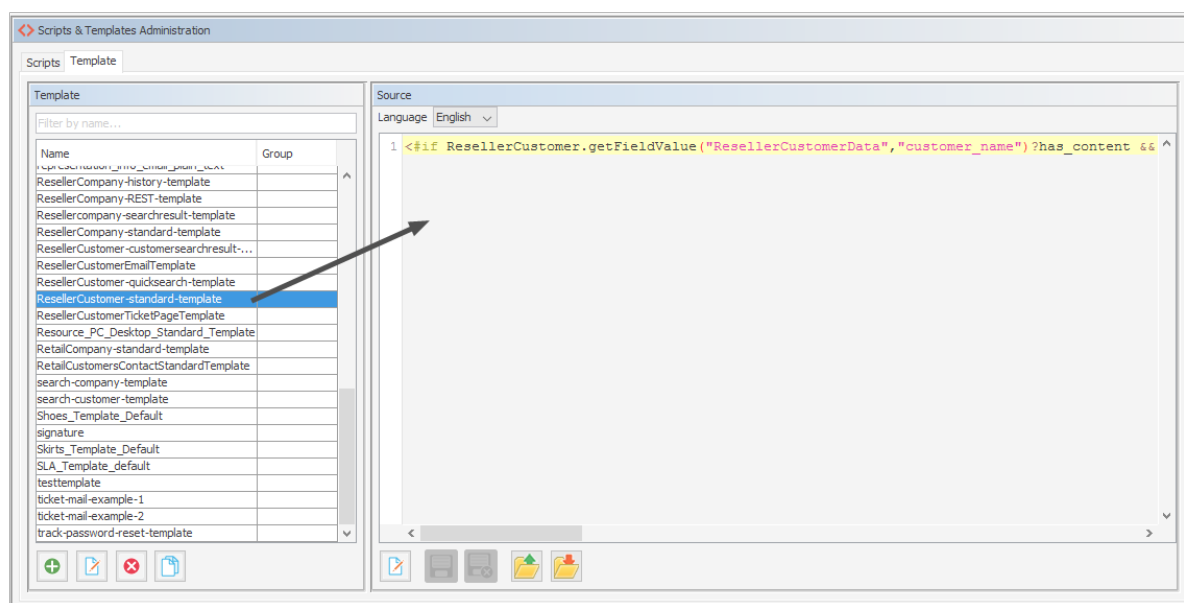 Scripts & Templates Administration
Scripts Template
Template
Filter by name...
Name Group
representation_info_email_plain_text
ResellerCompany-history-template
ResellerCompany-REST-template
Resellercompany-searchresult-template
ResellerCompany-standard-template
ResellerCustomer-customersearchresult-...
ResellerCustomerEmailTemplate
ResellerCustomer-quicksearch-template
ResellerCustomer-standard-template
ResellerCustomerTicketPageTemplate
Resource_PC_Desktop_Standard_Template
RetailCompany-standard-template
RetailCustomersContactStandardTemplate
search-company-template
search-customer-template
Shoes_Template_Default
signature
Skirts_Template_Default
SLA_Template_default
testtemplate
ticket-mail-example-1
ticket-mail-example-2
track-password-reset-template
Source
Language English
1 <#if ResellerCustomer.getFieldValue("ResellerCustomerData","customer_name")?has_content &&